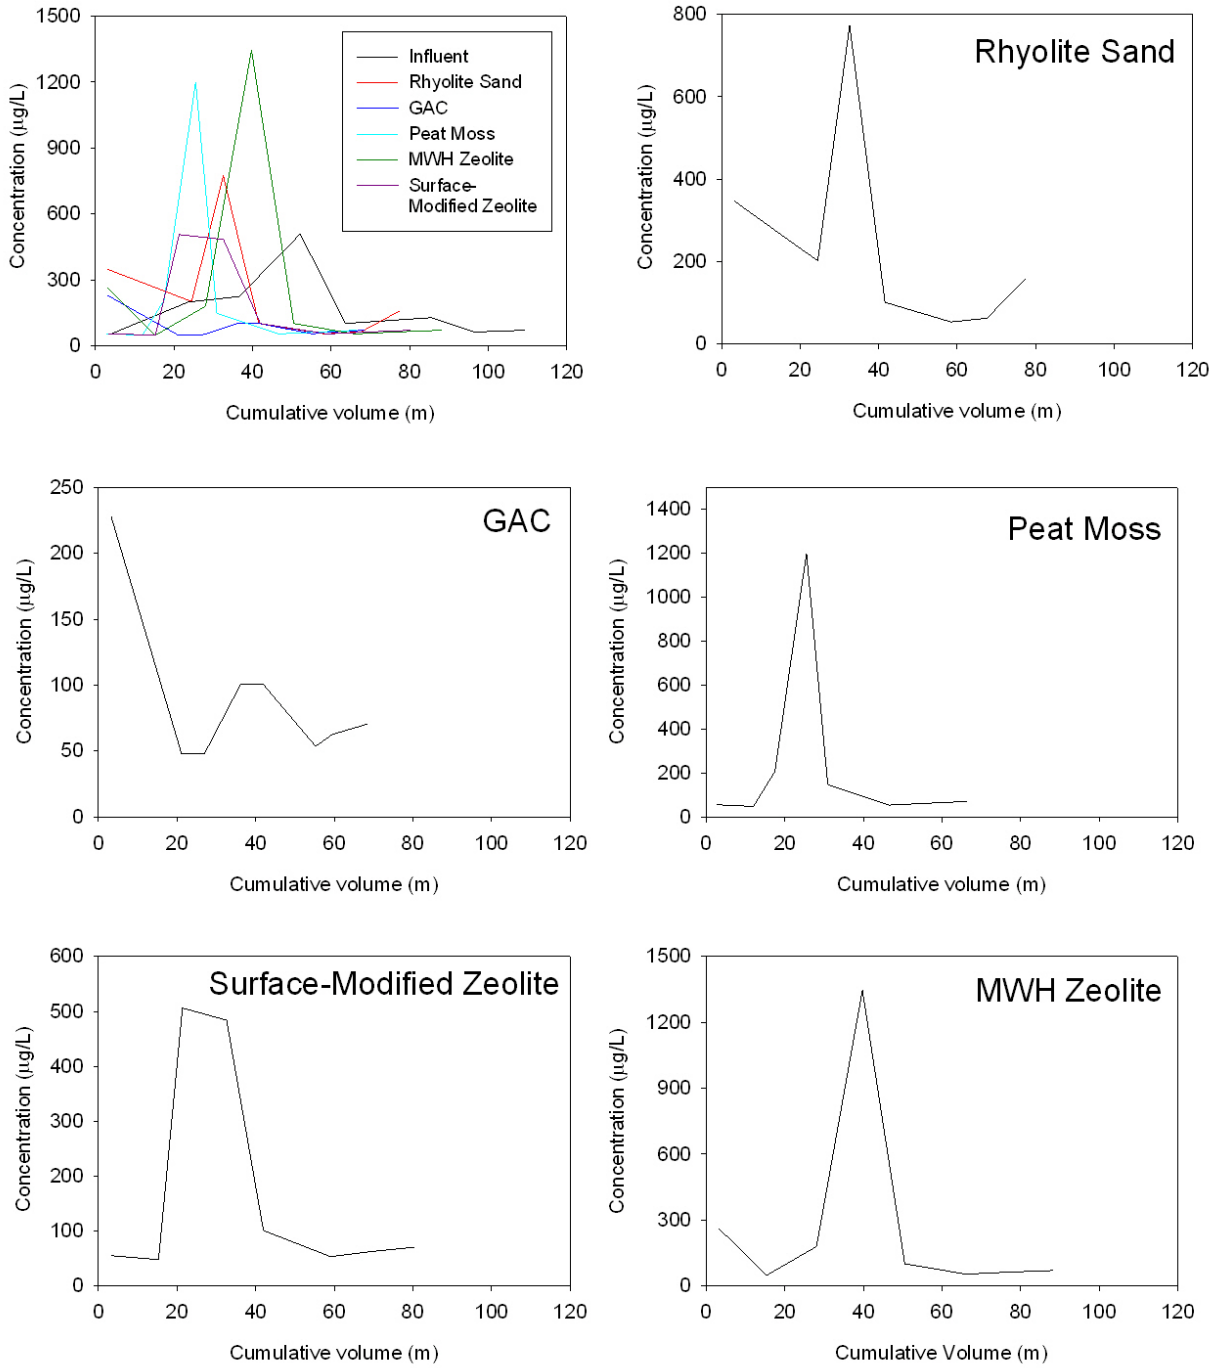 Concentration (µg/L)
1500
1200
900
600
300
0
Influent
Rhyolite Sand
GAC
Peat Moss
MWH Zeolite
Surface-
Modified Zeolite
0 20 40 60 80 100 120
Cumulative volume (m)
Concentration (µg/L)
800
600
400
200
0
Rhyolite Sand
0 20 40 60 80 100 120
Cumulative volume (m)
Concentration (µg/L)
250
200
150
100
50
0
GAC
0 20 40 60 80 100 120
Cumulative volume (m)
Concentration (µg/L)
1400
1200
1000
800
600
400
200
0
Peat Moss
0 20 40 60 80 100 120
Cumulative volume (m)
Concentration (µg/L)
600
500
400
300
200
100
0
Surface-Modified Zeolite
0 20 40 60 80 100 120
Cumulative volume (m)
Concentration (µg/L)
1500
1200
900
600
300
0
MWH Zeolite
0 20 40 60 80 100 120
Cumulative Volume (m)